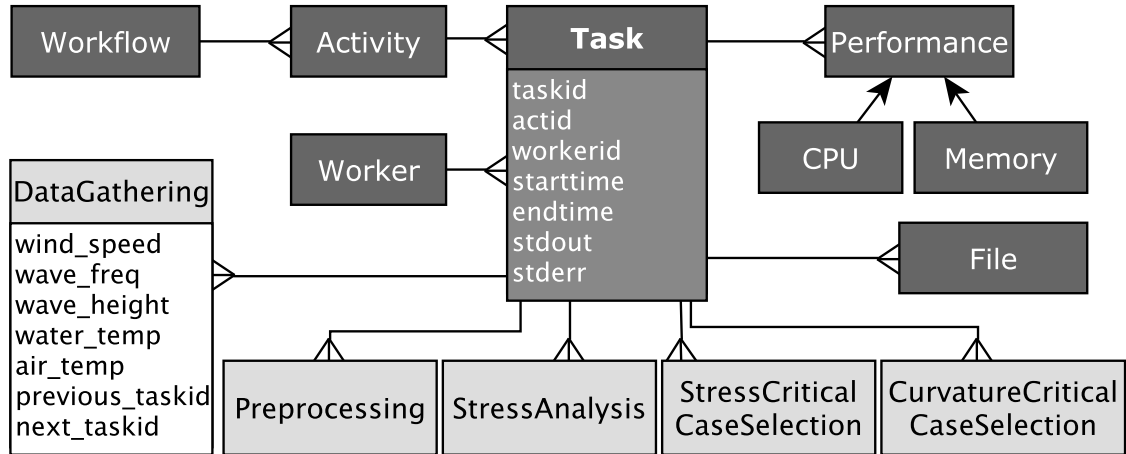 Workflow
Activity
Task
Performance
taskid
actid
workerid
starttime
endtime
stdout
stderr
CPU
Memory
Worker
DataGathering
wind_speed
wave_freq
wave_height
water_temp
air_temp
previous_taskid
next_taskid
File
Preprocessing
StressAnalysis
StressCritical
CaseSelection
CurvatureCritical
CaseSelection